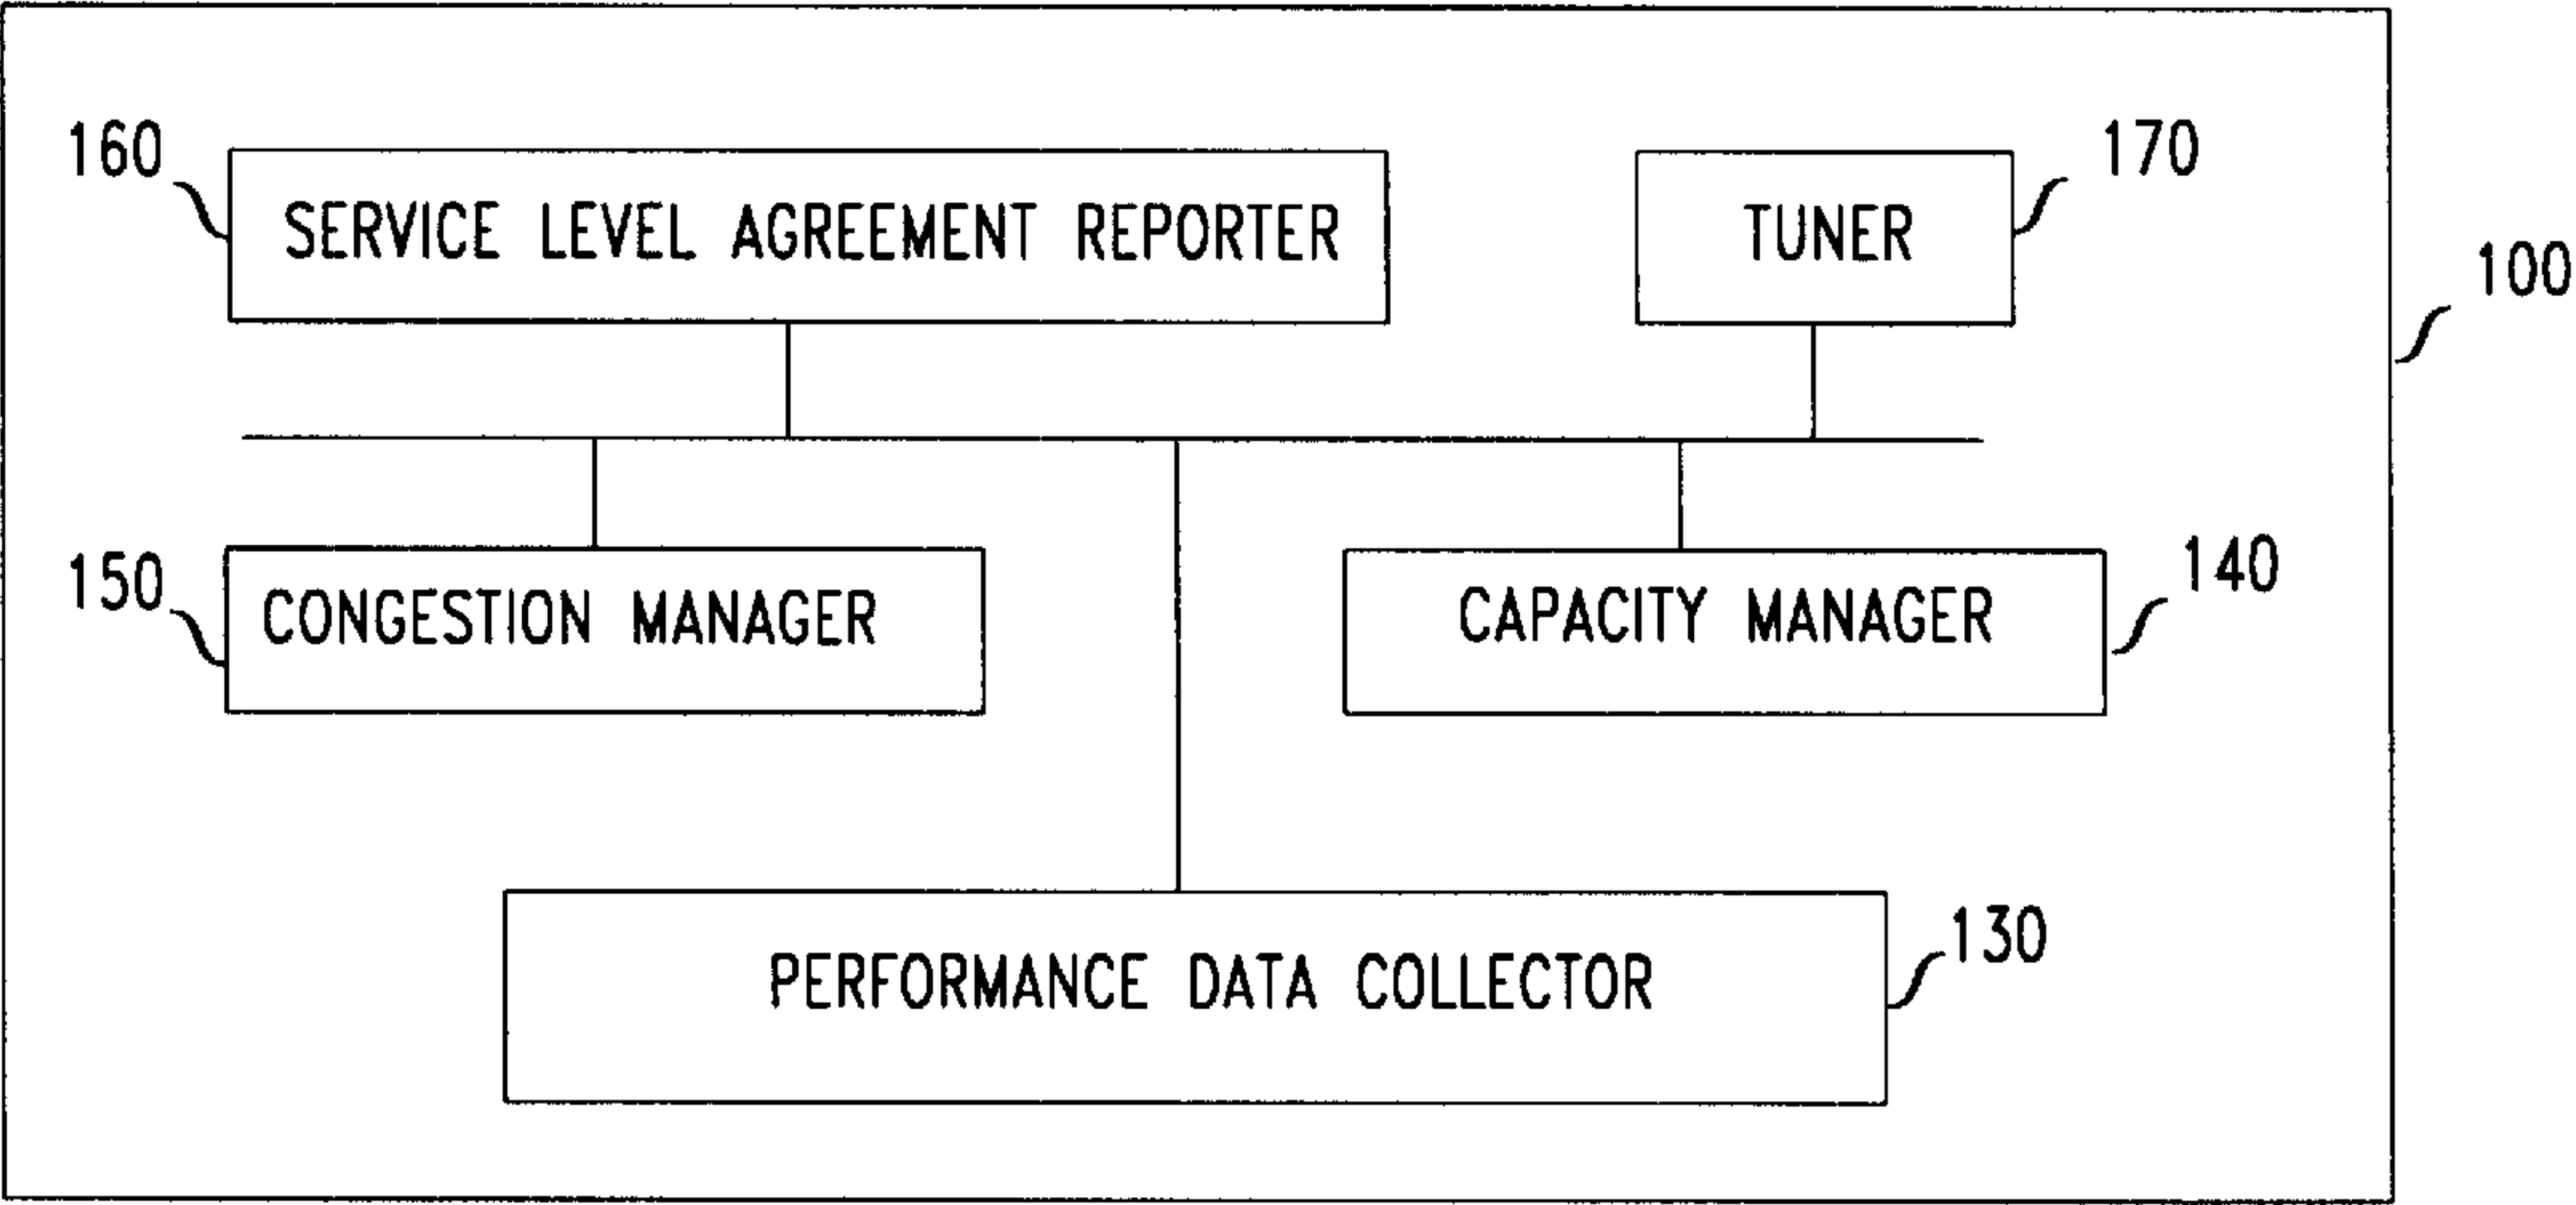 160
SERVICE LEVEL AGREEMENT REPORTER
TUNER
170
100
150
CONGESTION MANAGER
CAPACITY MANAGER
140
PERFORMANCE DATA COLLECTOR
130